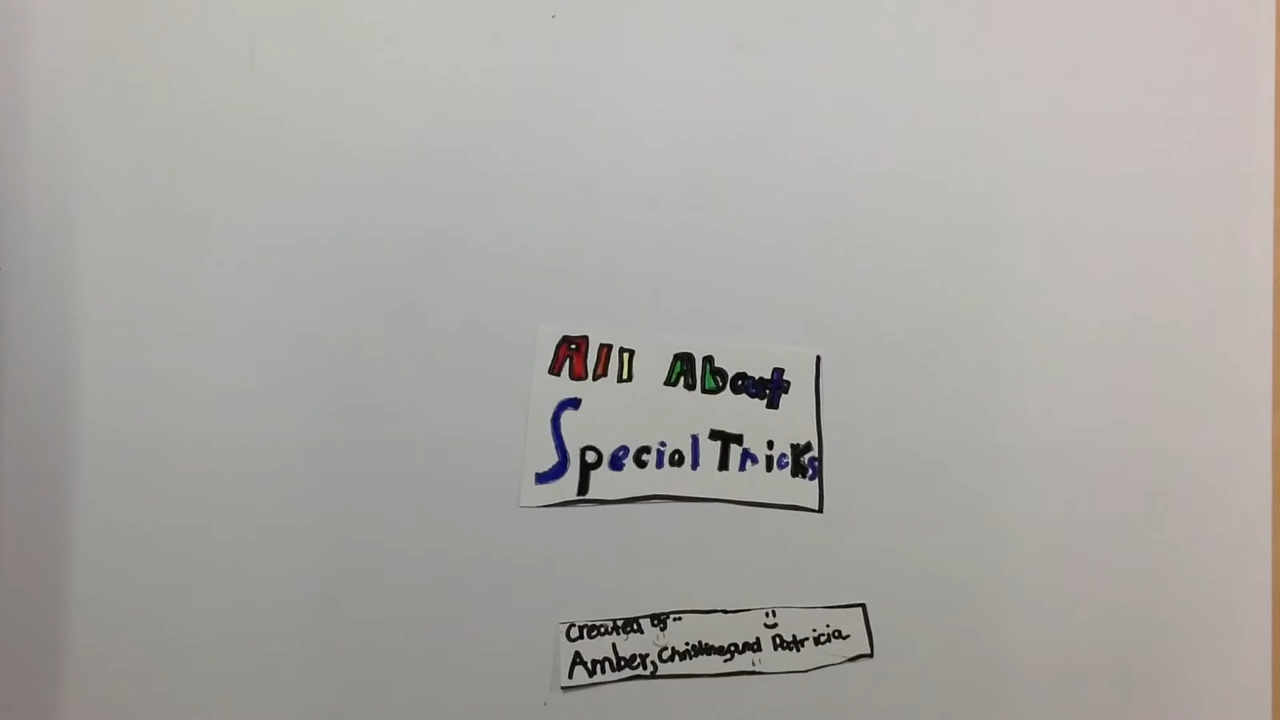 All About
Special Tricks
Created by:
Amber, Christine, and Patricia